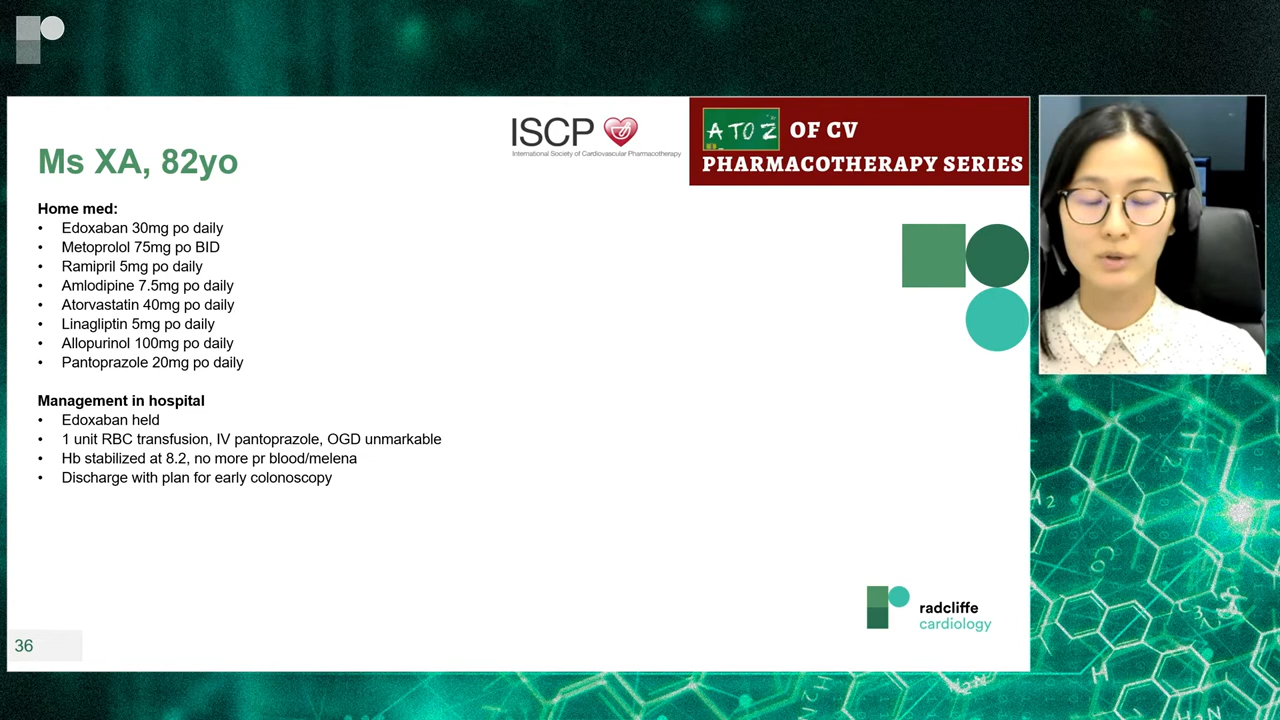 ISCP
International Society of Cardiovascular Pharmacotherapy
A TO Z OF CV
PHARMACOTHERAPY SERIES
Ms XA, 82yo
Home med:
• Edoxaban 30mg po daily
• Metoprolol 75mg po BID
• Ramipril 5mg po daily
• Amlodipine 7.5mg po daily
• Atorvastatin 40mg po daily
• Linagliptin 5mg po daily
• Allopurinol 100mg po daily
• Pantoprazole 20mg po daily
Management in hospital
• Edoxaban held
• 1 unit RBC transfusion, IV pantoprazole, OGD unmarkable
• Hb stabilized at 8.2, no more pr blood/melena
• Discharge with plan for early colonoscopy
radcliffe
cardiology
36